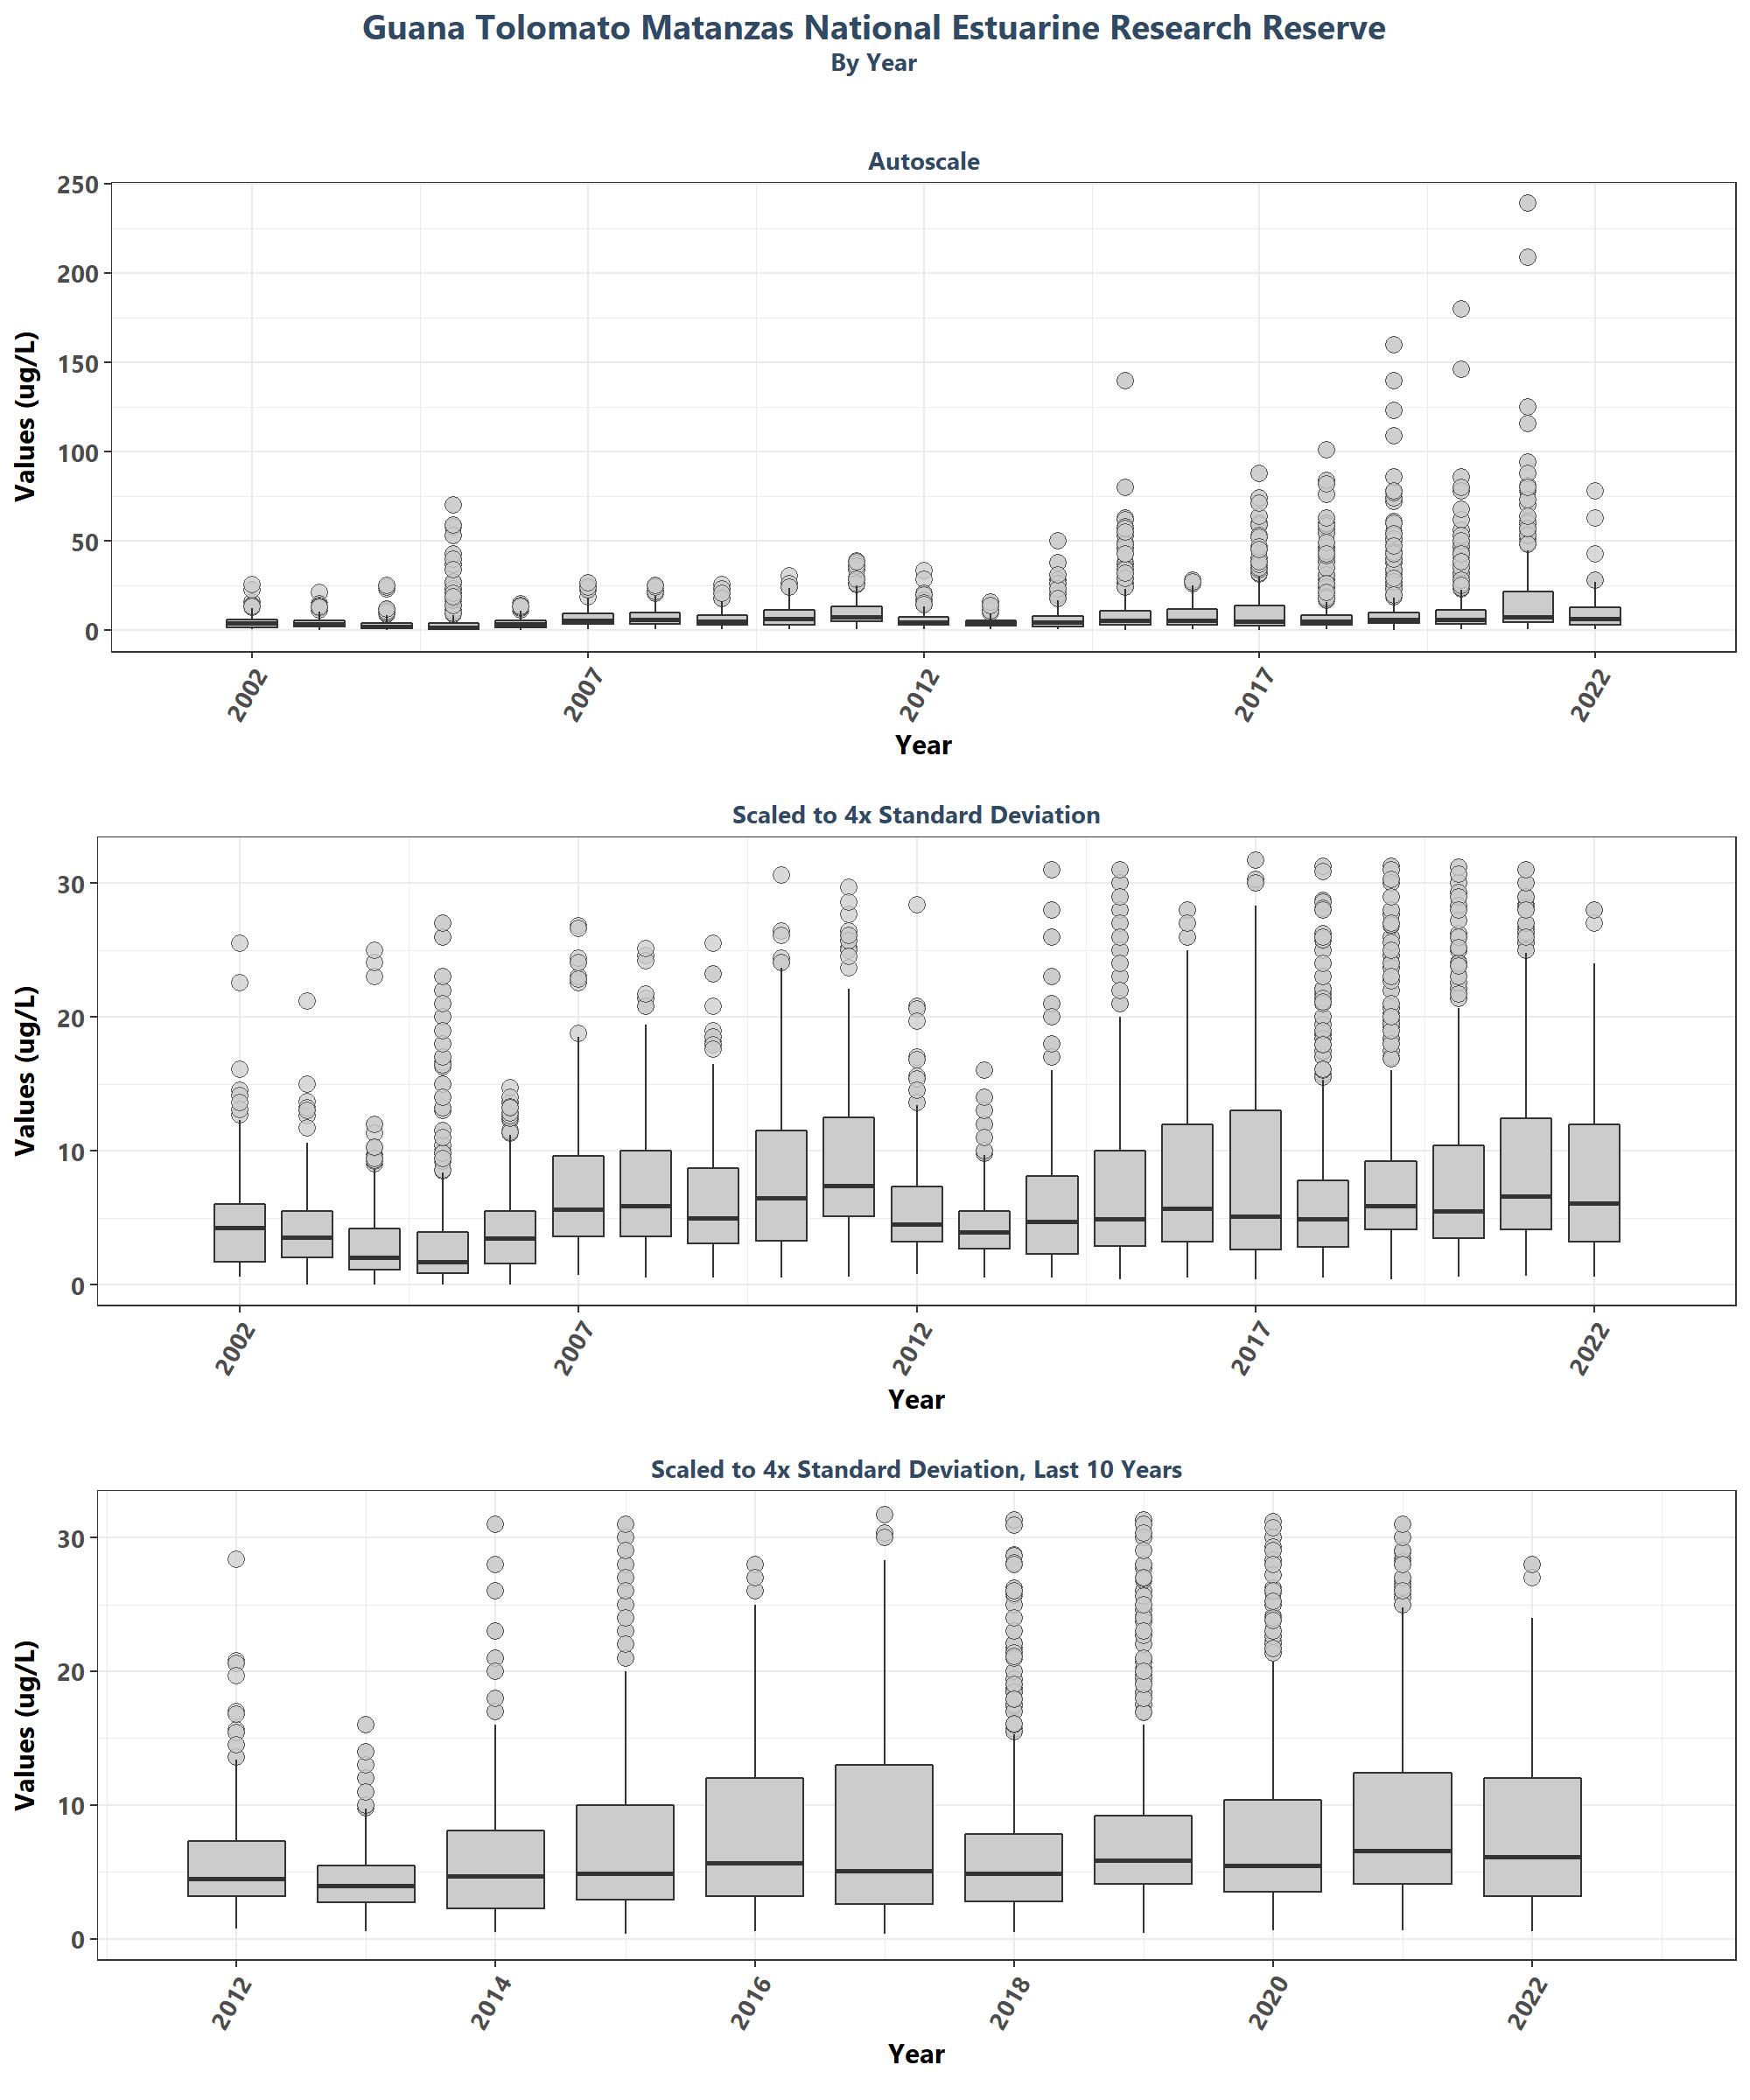 Guana Tolomato Matanzas National Estuarine Research Reserve
By Year
Autoscale
Values (ug/L)
250
200
150
100
50
0
2002
2007
2012
2017
2022
Year
Scaled to 4x Standard Deviation
Values (ug/L)
30
20
10
0
2002
2007
2012
2017
2022
Year
Scaled to 4x Standard Deviation, Last 10 Years
Values (ug/L)
30
20
10
0
2012
2014
2016
2018
2020
2022
Year